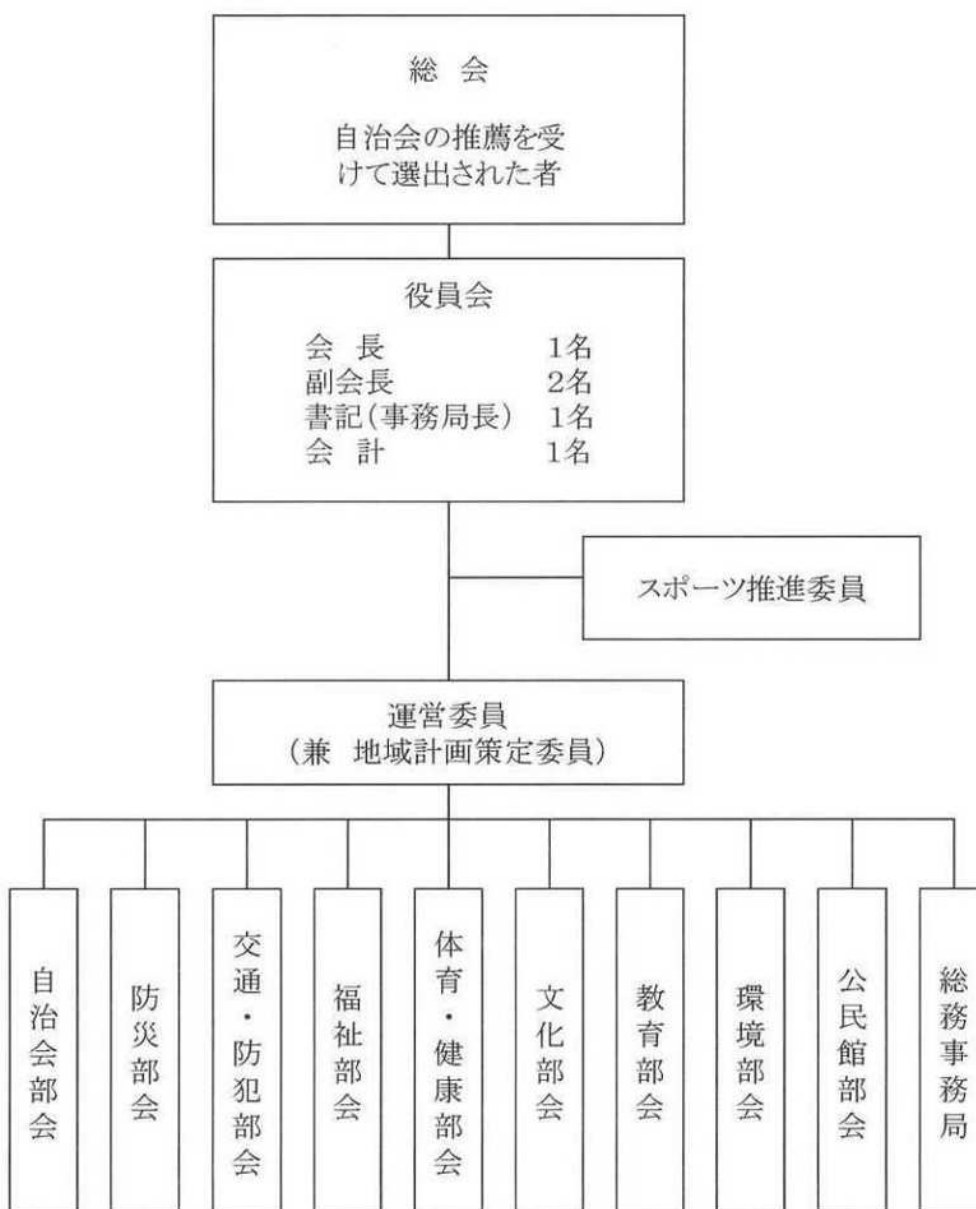 総 会
自治会の推薦を受
けて選出された者
役員会
会 長 1名
副会長 2名
書記(事務局長) 1名
会 計 1名
スポーツ推進委員
運営委員
(兼 地域計画策定委員)
自治会部会
防災部会
交通・防犯部会
福祉部会
体育・健康部会
文化部会
教育部会
環境部会
公民館部会
総務事務局